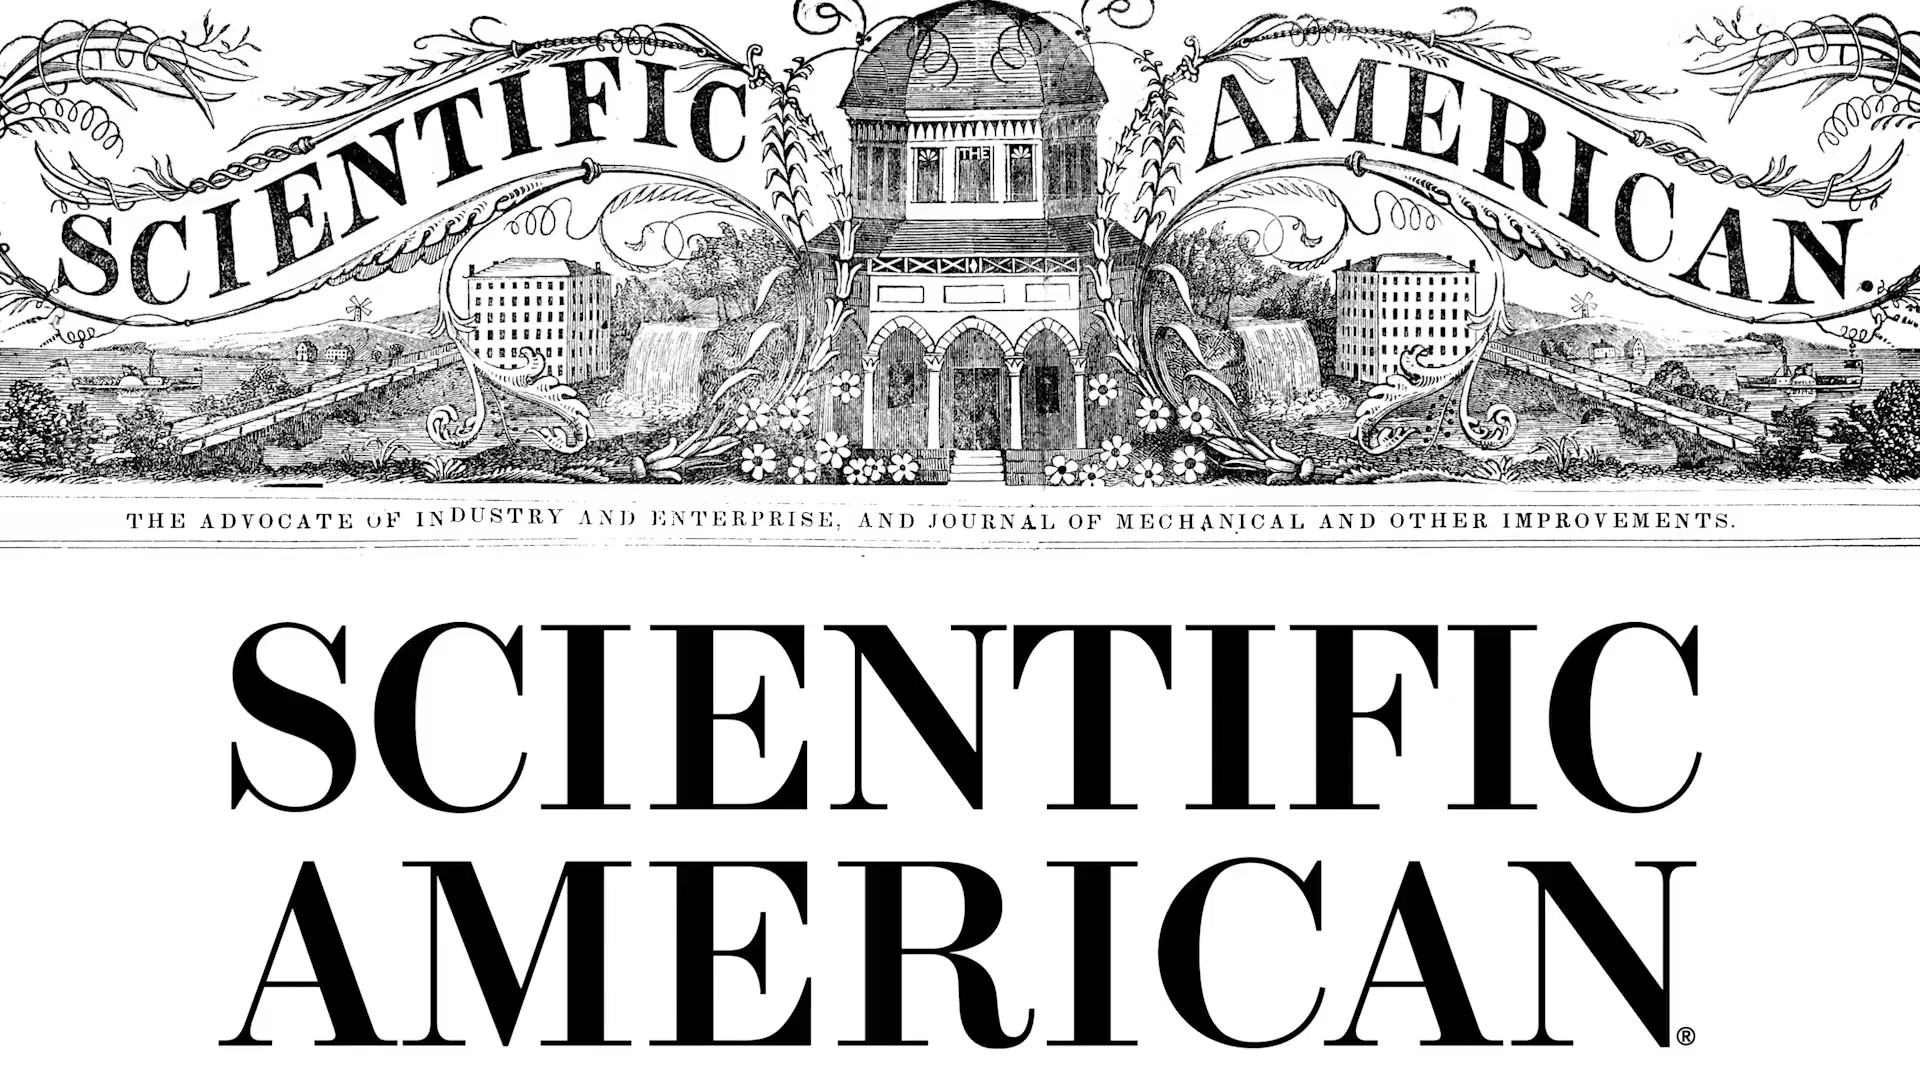 THE
SCIENTIFIC AMERICAN.
THE ADVOCATE OF INDUSTRY AND ENTERPRISE, AND JOURNAL OF MECHANICAL AND OTHER IMPROVEMENTS.
SCIENTIFIC
AMERICAN®